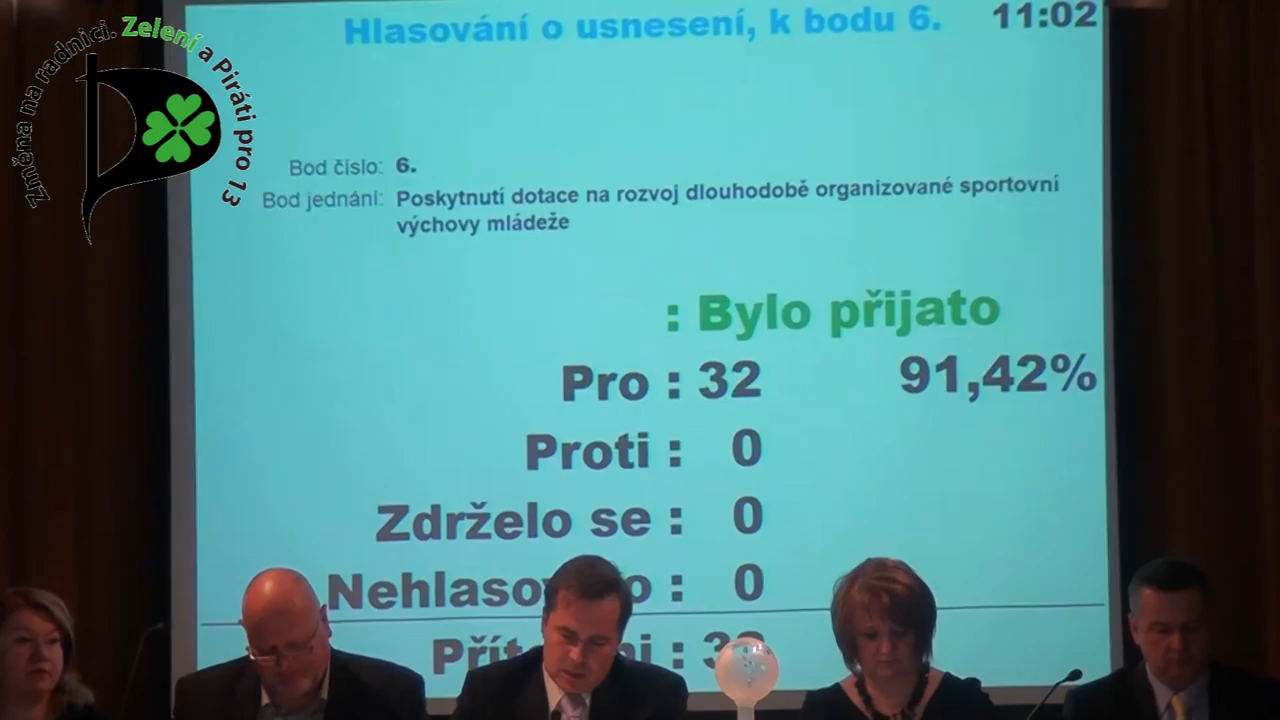 Změna na radnici. Zelení a Piráti pro 13
Hlasování o usnesení, k bodu 6. 11:02
Bod číslo: 6.
Bod jednání: Poskytnutí dotace na rozvoj dlouhodobě organizované sportovní
výchovy mládeže
: Bylo přijato
Pro : 32 91,42%
Proti : 0
Zdrželo se : 0
: 0
: